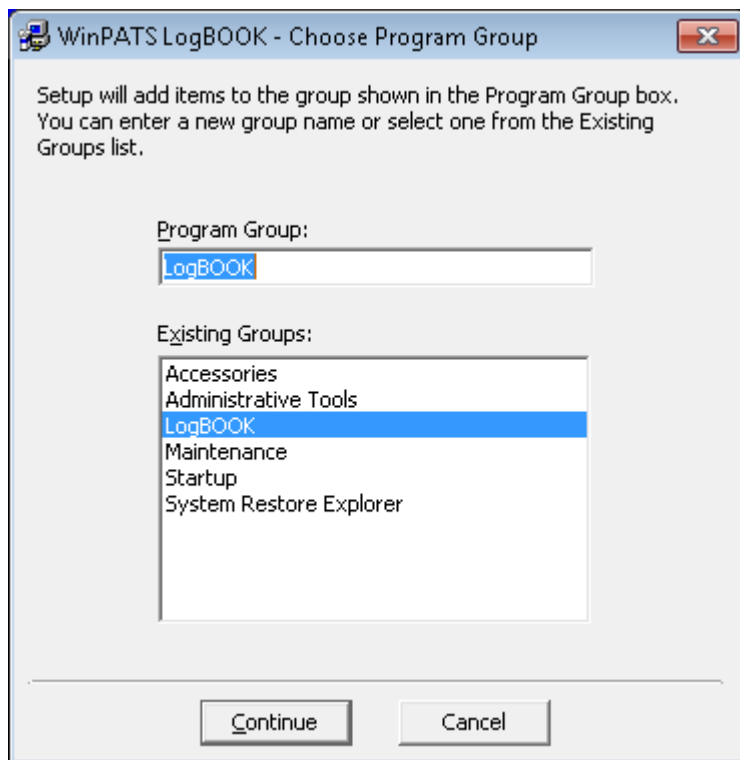 WinPATS LogBOOK - Choose Program Group
Setup will add items to the group shown in the Program Group box.
You can enter a new group name or select one from the Existing
Groups list.
Program Group:
LogBOOK
Existing Groups:
Accessories
Administrative Tools
LogBOOK
Maintenance
Startup
System Restore Explorer
Continue Cancel